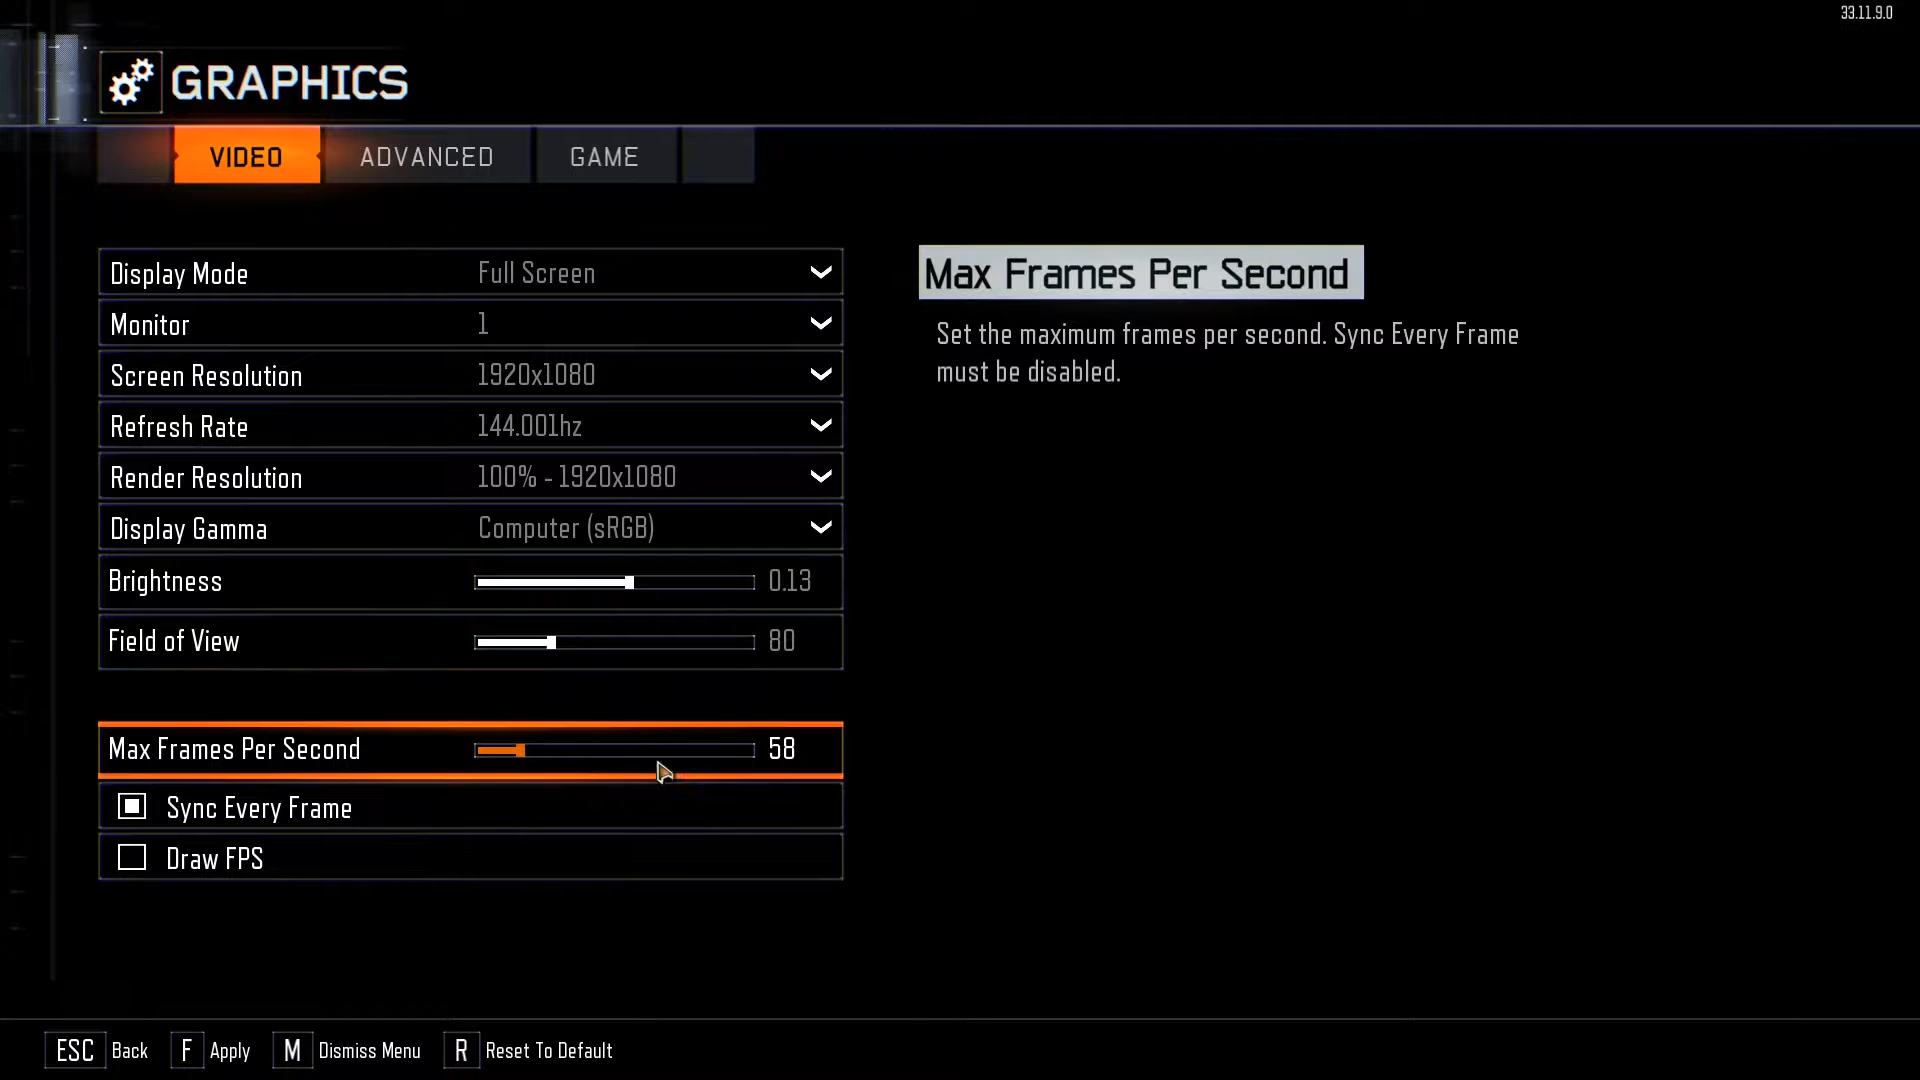 33.11.9.0
GRAPHICS
VIDEO ADVANCED GAME
Display Mode Full Screen
Monitor 1
Screen Resolution 1920x1080
Refresh Rate 144.001hz
Render Resolution 100% - 1920x1080
Display Gamma Computer (sRGB)
Brightness 0.13
Field of View 80
Max Frames Per Second 58
Sync Every Frame
Draw FPS
Max Frames Per Second
Set the maximum frames per second. Sync Every Frame
must be disabled.
ESC Back F Apply M Dismiss Menu R Reset To Default